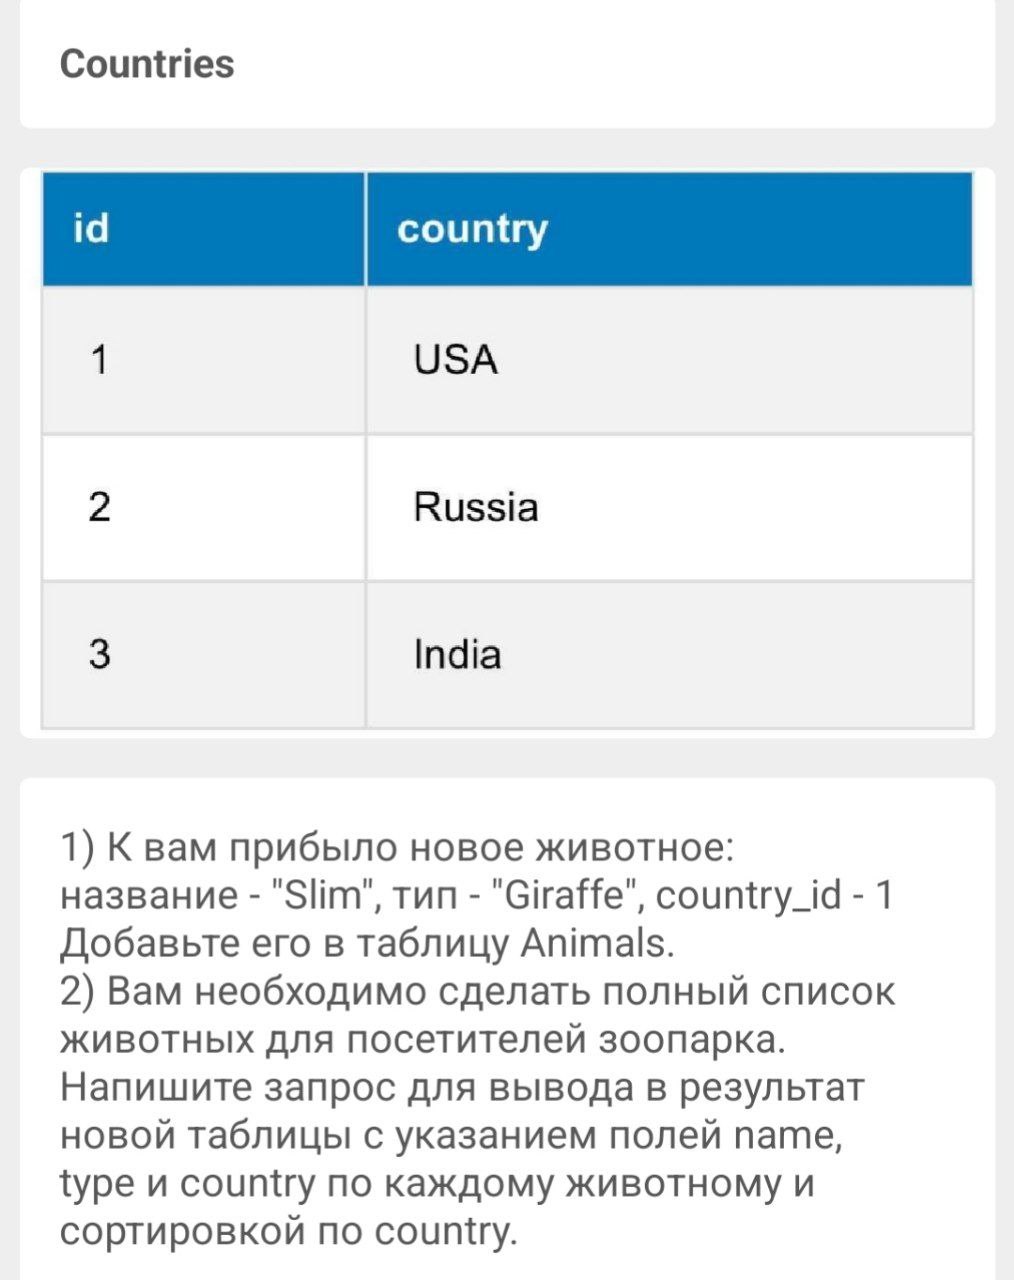 Countries
id country
1 USA
2 Russia
3 India
1) К вам прибыло новое животное:
название - "Slim", тип - "Giraffe", country_id - 1
Добавьте его в таблицу Animals.
2) Вам необходимо сделать полный список
животных для посетителей зоопарка.
Напишите запрос для вывода в результат
новой таблицы с указанием полей name,
type и country по каждому животному и
сортировкой по country.